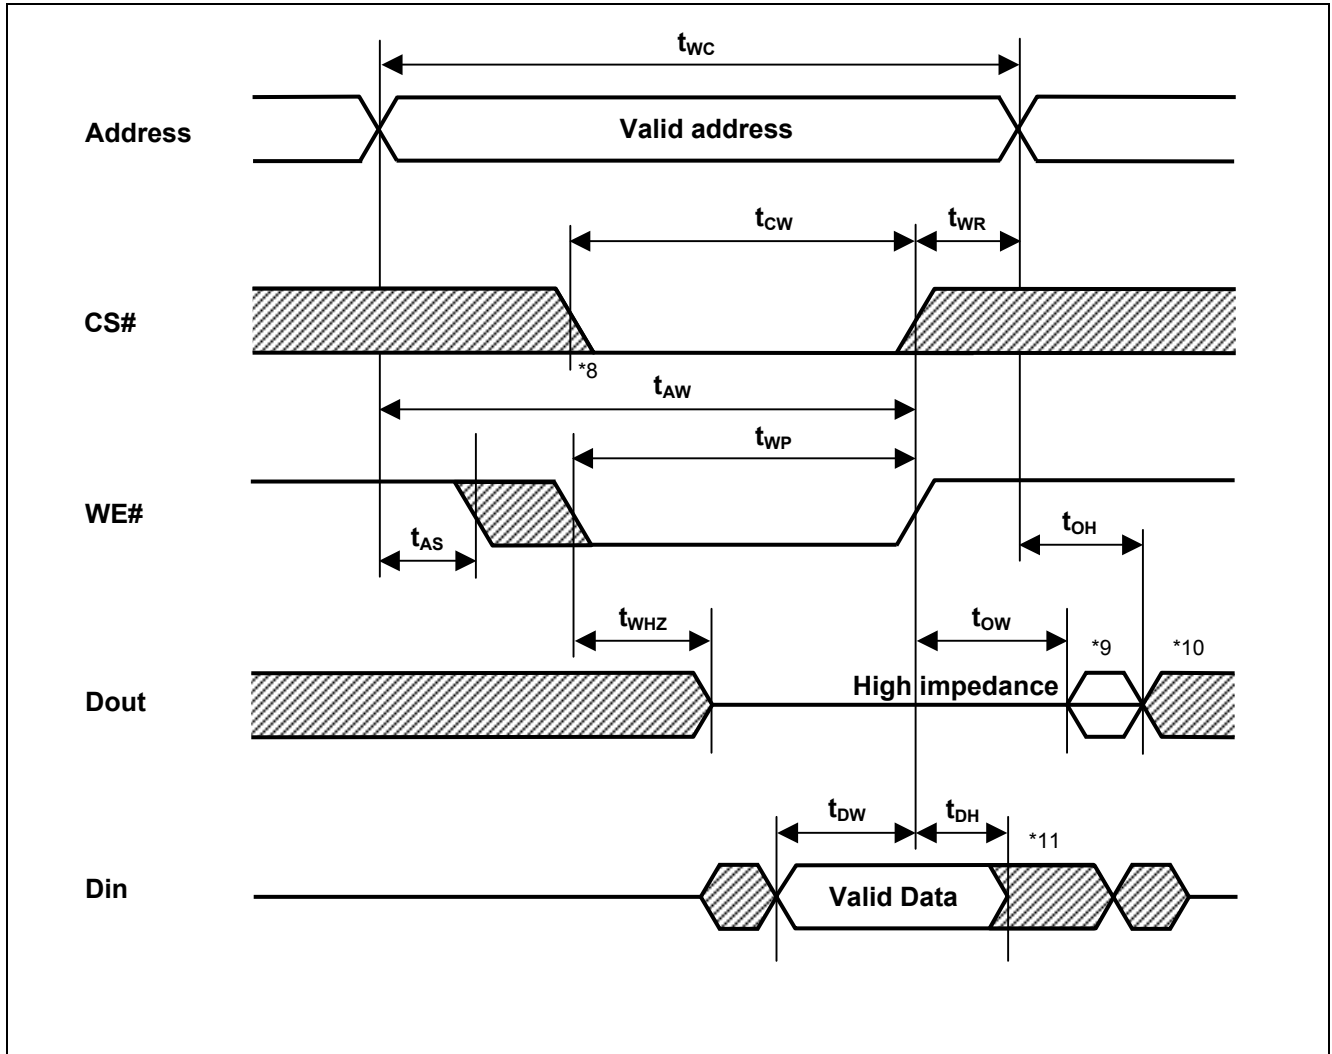 tWC
Address
Valid address
tCW
tWR
CS#
*8
tAW
tWP
WE#
tAS
tOH
tWHZ
tOW
*9
*10
Dout
High impedance
tDW
tDH
*11
Din
Valid Data